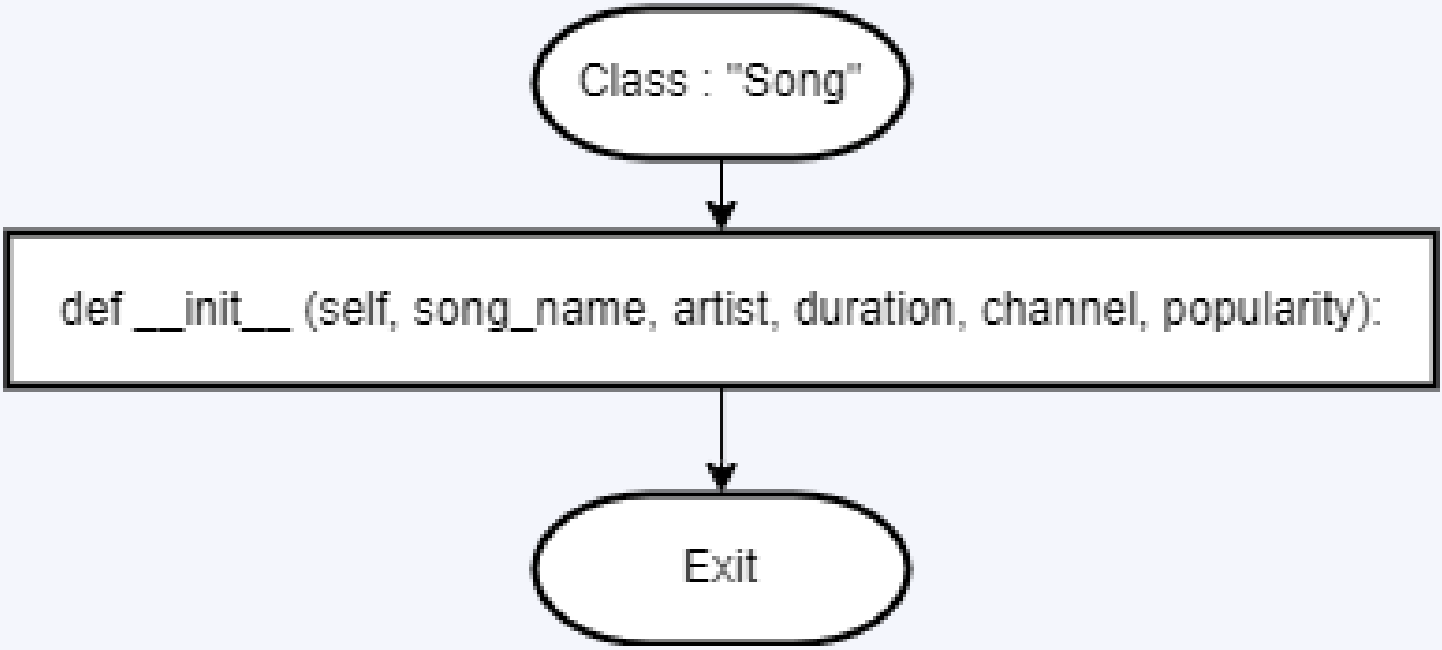 Class : "Song"
def __init__ (self, song_name, artist, duration, channel, popularity):
Exit